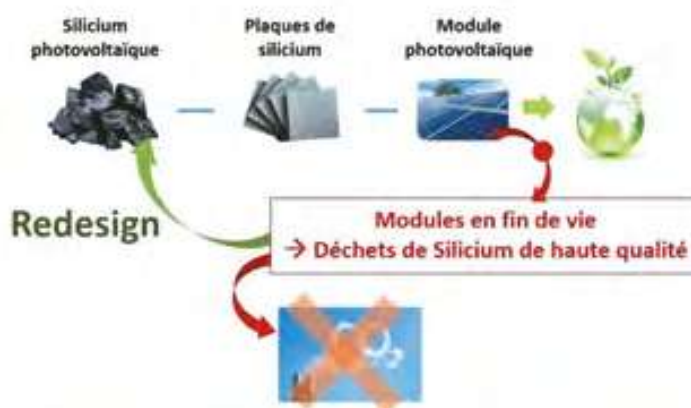 Silicium
photovoltaïque
Plaques de
silicium
Module
photovoltaïque
Redesign
Modules en fin de vie
→ Déchets de Silicium de haute qualité